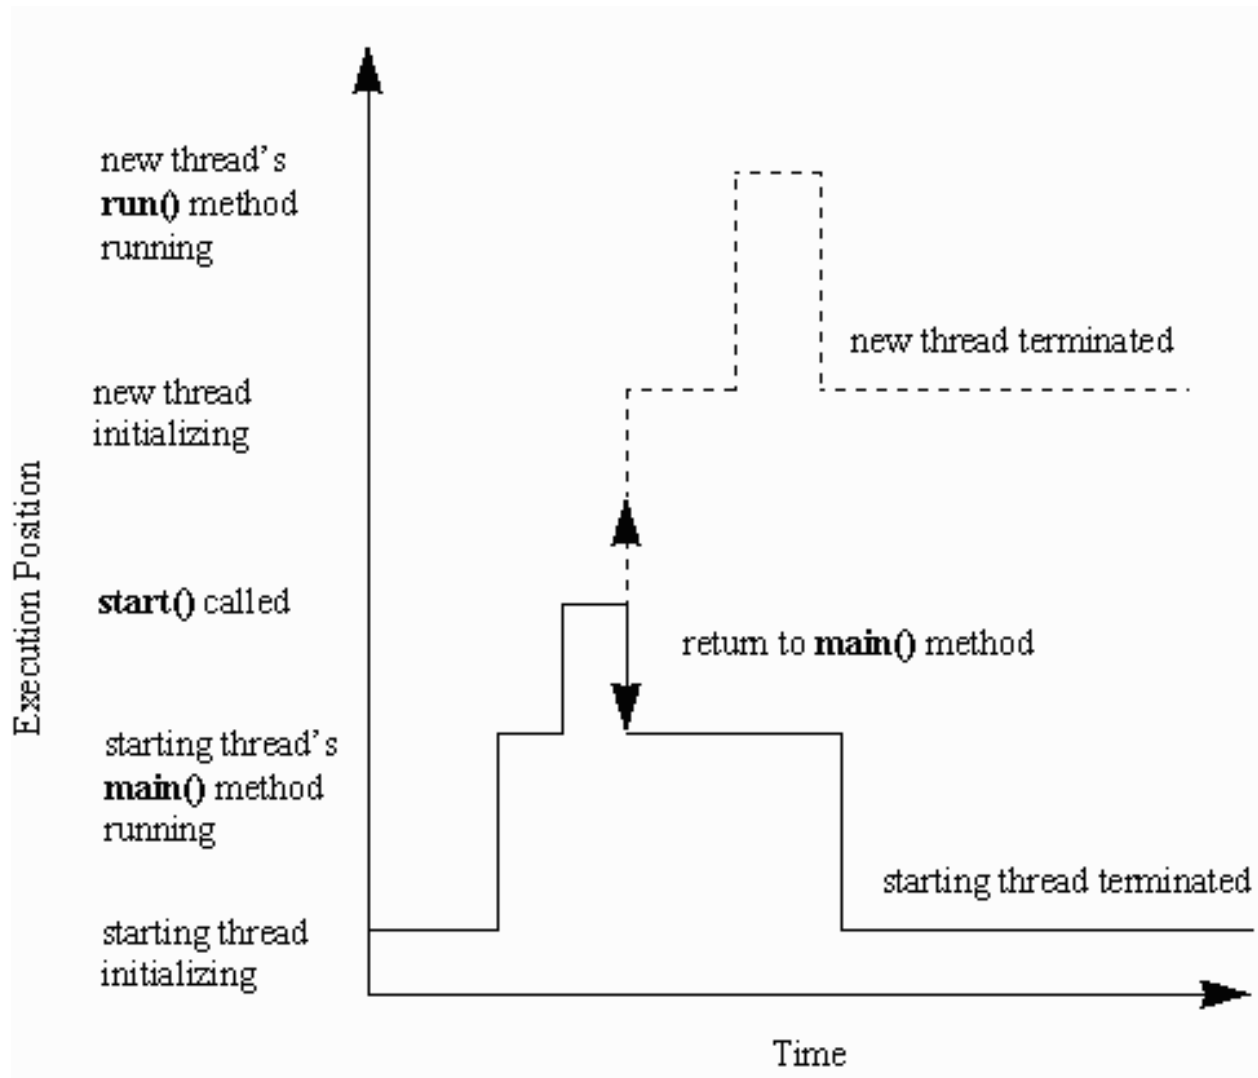 new thread's
run() method
running
new thread terminated
new thread
initializing
Execution Position
start() called
return to main() method
starting thread's
main() method
running
starting thread terminated
starting thread
initializing
Time